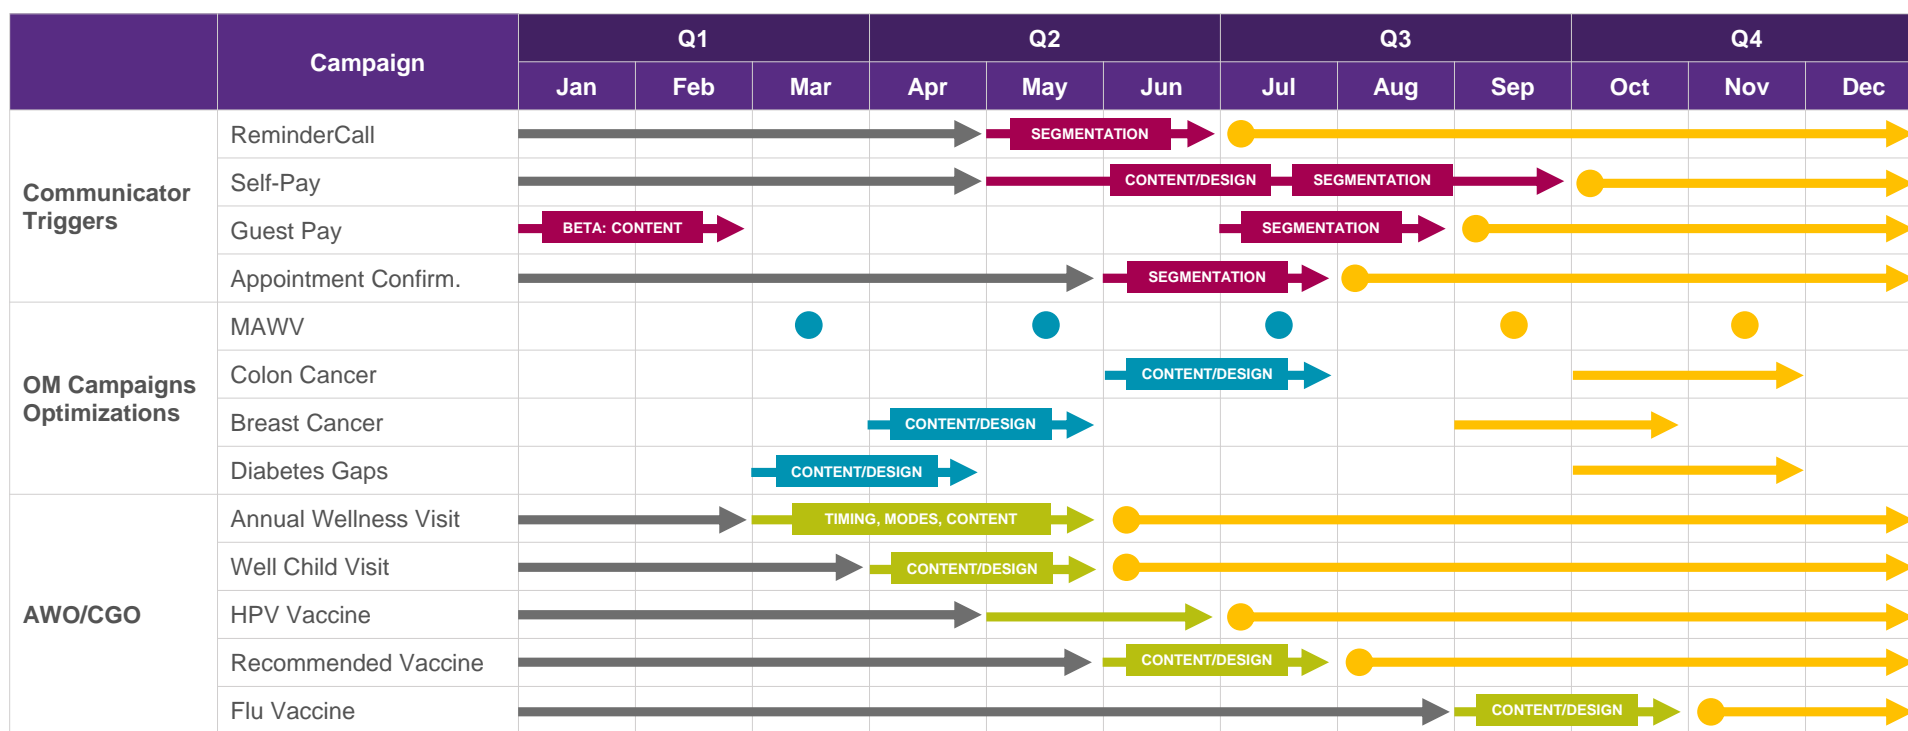 Campaign
Q1 Q2 Q3 Q4
Jan Feb Mar Apr May Jun Jul Aug Sep Oct Nov Dec
Communicator
Triggers
ReminderCall SEGMENTATION
Self-Pay CONTENT/DESIGN SEGMENTATION
Guest Pay BETA: CONTENT SEGMENTATION
Appointment Confirm. SEGMENTATION
OM Campaigns
Optimizations
MAWV
Colon Cancer CONTENT/DESIGN
Breast Cancer CONTENT/DESIGN
Diabetes Gaps CONTENT/DESIGN
AWO/CGO
Annual Wellness Visit TIMING, MODES, CONTENT
Well Child Visit CONTENT/DESIGN
HPV Vaccine
Recommended Vaccine CONTENT/DESIGN
Flu Vaccine CONTENT/DESIGN